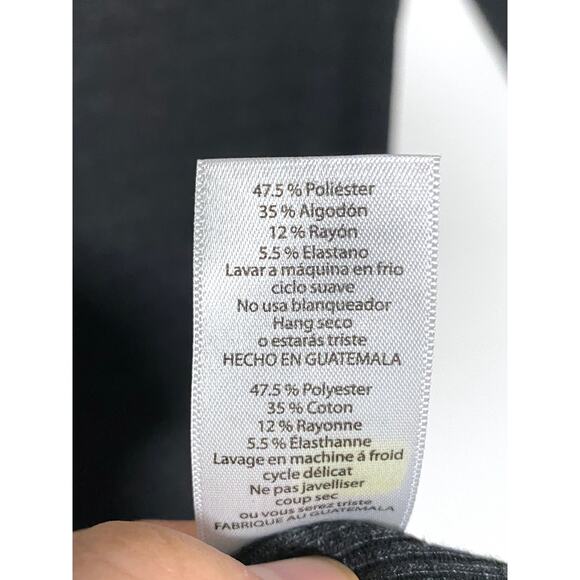 47.5 % Poliéster
35 % Algodón
12 % Rayón
5.5 % Elastano
Lavar a máquina en frio
ciclo suave
No usa blanqueador
Hang seco
o estarás triste
HECHO EN GUATEMALA
47.5 % Polyester
35 % Coton
12 % Rayonne
5.5 % Élasthanne
Lavage en machine á froid
cycle délicat
Ne pas javelliser
coup sec
ou vous serez triste
FABRIQUE AU GUATEMALA